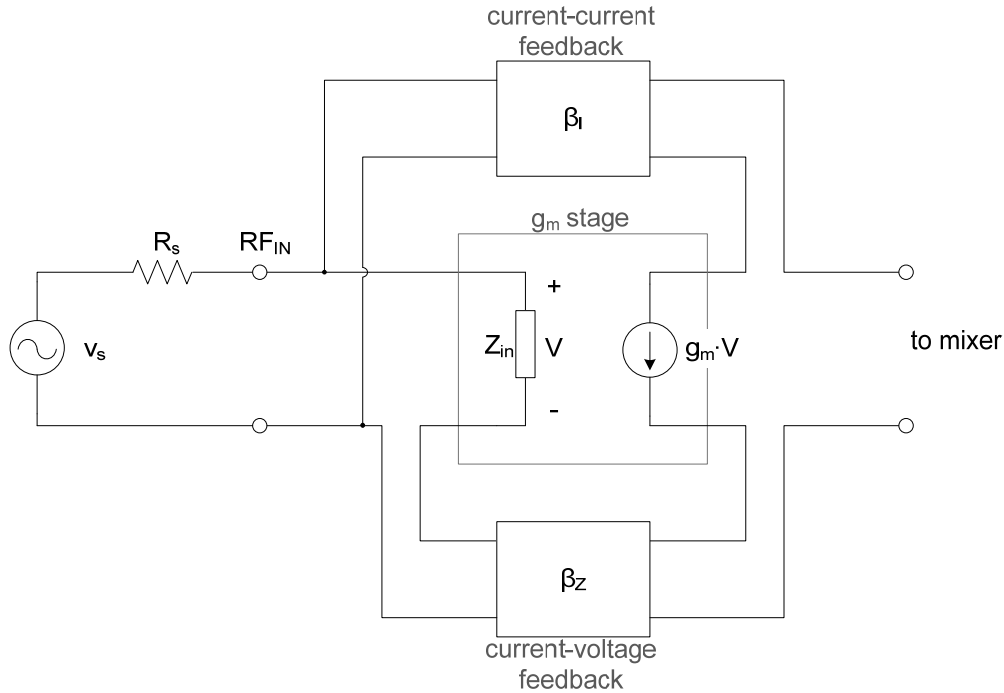 current-current
feedback
βI
gm stage
Rs
RFIN
+
vs
Zin
V
gm·V
to mixer
-
βZ
current-voltage
feedback